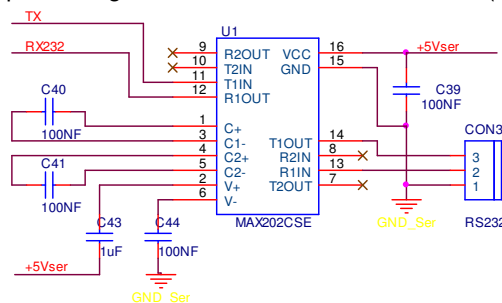 TX
U1
RX232
9 R2OUT VCC 16 +5Vser
10 T2IN GND 15
11 T1IN
12 R1OUT
C40
100NF
C39
100NF
1 C+ T1OUT 14
3 C1- R2IN 8
4 C2+ R1IN 13
5 C2- T2OUT 7
2 V+
6 V-
CON3
3
2
1
C41
100NF
MAX202CSE
RS232
C43
1uF
C44
100NF
GND_Ser
+5Vser
GND_Ser